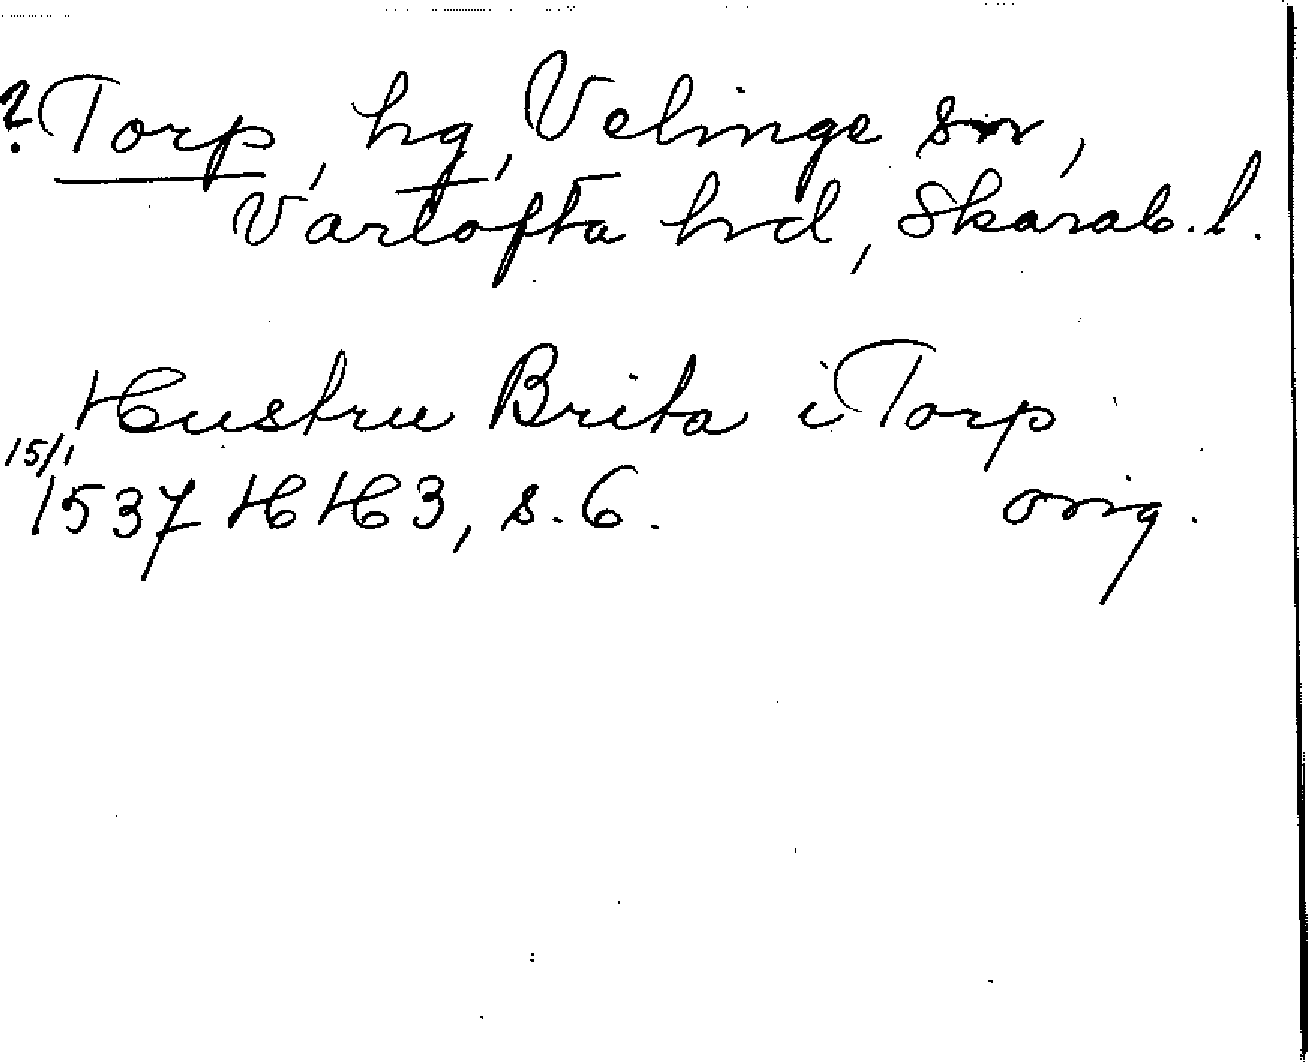 ? Torp, hg, Velinge sn,
Vartofta hd, Skarab. l.
Hustru Brita i Torp
15/1
1537 HH3, s. 6. orig.